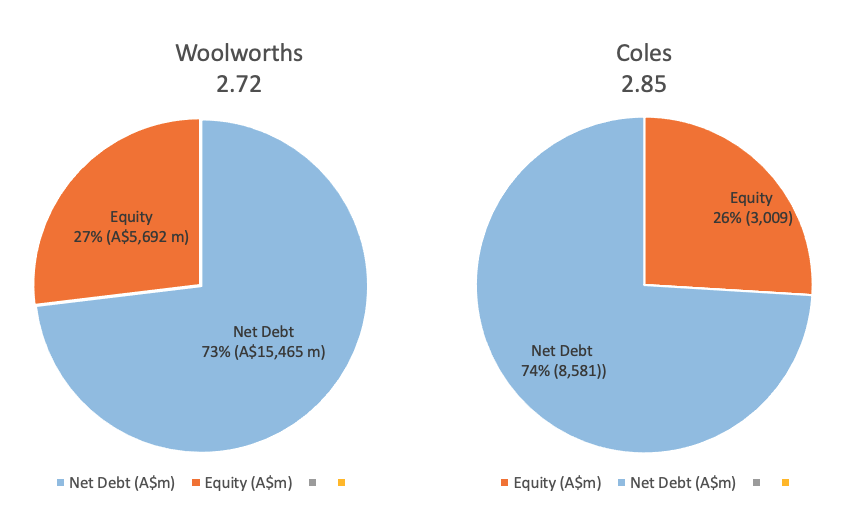 Woolworths
2.72
Equity
27% (A$5,692 m)
Net Debt
73% (A$15,465 m)
Net Debt (A$m) Equity (A$m)
Coles
2.85
Equity
26% (3,009)
Net Debt
74% (8,581))
Equity (A$m) Net Debt (A$m)